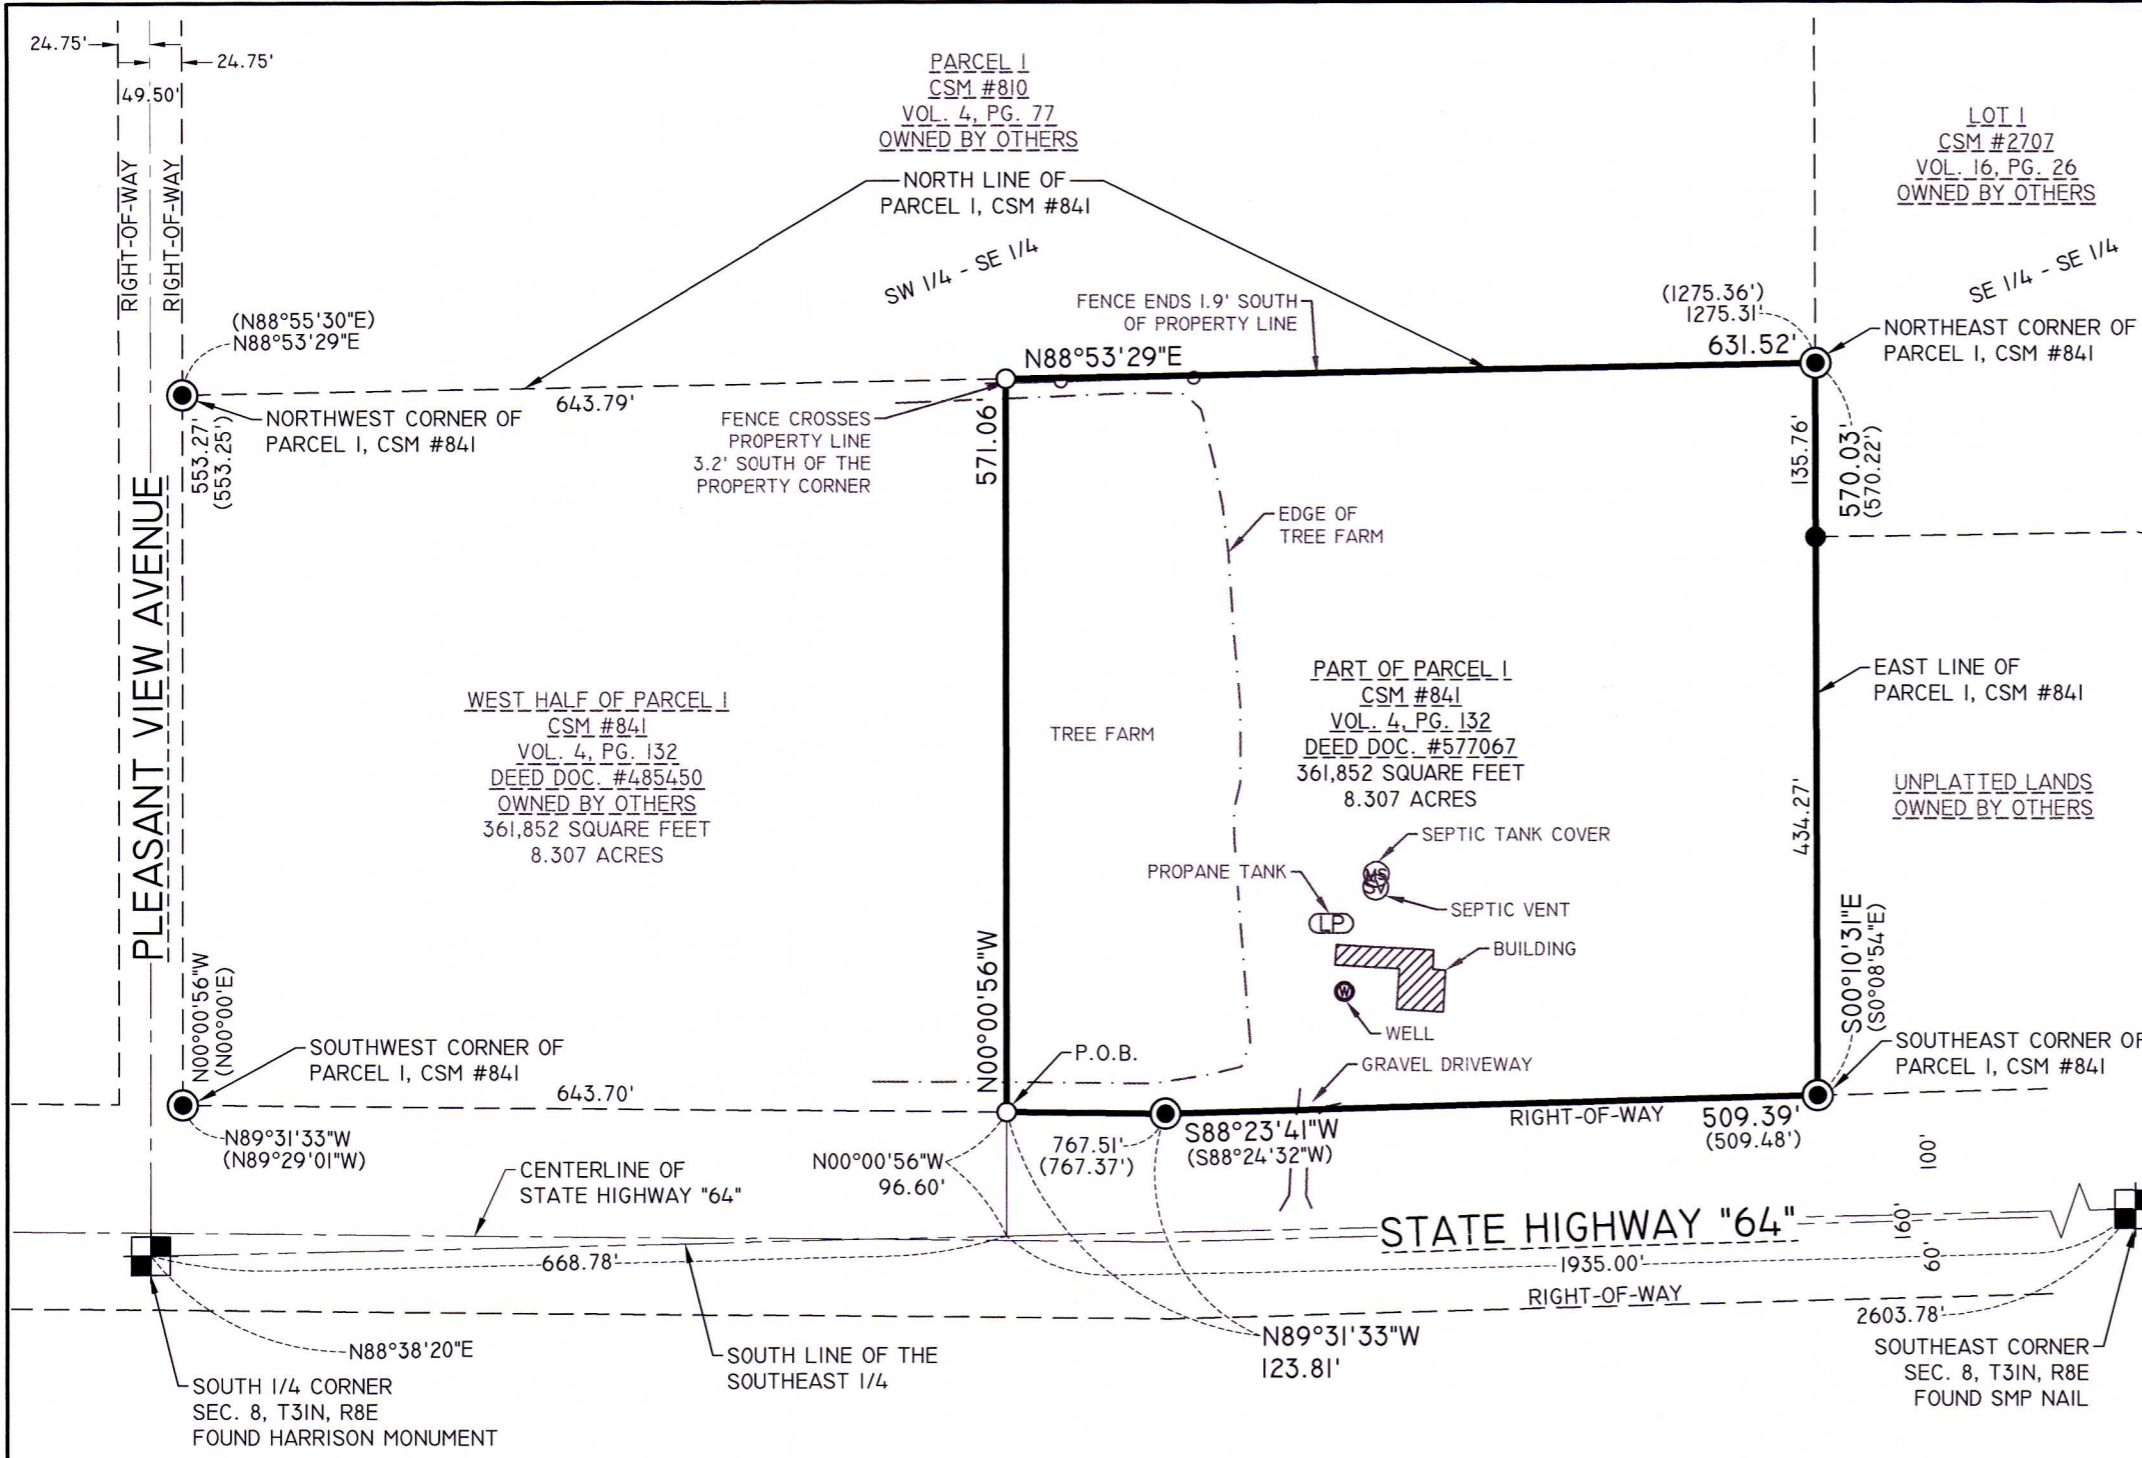 24.75'
24.75'
49.50'
RIGHT-OF-WAY
RIGHT-OF-WAY
PARCEL 1
CSM #810
VOL. 4, PG. 77
OWNED BY OTHERS
NORTH LINE OF
PARCEL 1, CSM #841
SW 1/4 - SE 1/4
LOT 1
CSM #2707
VOL. 16, PG. 26
OWNED BY OTHERS
SE 1/4 - SE 1/4
FENCE ENDS 1.9' SOUTH
OF PROPERTY LINE
(1275.36')
1275.31'
631.52'
NORTHEAST CORNER OF
PARCEL 1, CSM #841
(N88°55'30"E)
N88°53'29"E
N88°53'29"E
643.79'
NORTHWEST CORNER OF
PARCEL 1, CSM #841
553.27'
(553.25')
FENCE CROSSES
PROPERTY LINE
3.2' SOUTH OF THE
PROPERTY CORNER
571.06'
135.76'
570.03'
(570.22')
EDGE OF
TREE FARM
PLEASANT VIEW AVENUE
WEST HALF OF PARCEL 1
CSM #841
VOL. 4, PG. 132
DEED DOC. #485450
OWNED BY OTHERS
361,852 SQUARE FEET
8.307 ACRES
TREE FARM
PART OF PARCEL 1
CSM #841
VOL. 4, PG. 132
DEED DOC. #577067
361,852 SQUARE FEET
8.307 ACRES
EAST LINE OF
PARCEL 1, CSM #841
UNPLATTED LANDS
OWNED BY OTHERS
434.27'
SEPTIC TANK COVER
MS
SV
PROPANE TANK
LP
SEPTIC VENT
BUILDING
W
WELL
GRAVEL DRIVEWAY
N00°00'56"W
(N00°00'E)
N00°00'56"W
S00°10'31"E
(S0°08'54"E)
SOUTHWEST CORNER OF
PARCEL 1, CSM #841
P.O.B.
SOUTHEAST CORNER OF
PARCEL 1, CSM #841
643.70'
N89°31'33"W
(N89°29'01"W)
767.51'
(767.37')
S88°23'41"W
(S88°24'32"W)
RIGHT-OF-WAY
509.39'
(509.48')
N00°00'56"W
96.60'
CENTERLINE OF
STATE HIGHWAY "64"
100'
160'
60'
STATE HIGHWAY "64"
668.78'
1935.00'
RIGHT-OF-WAY
2603.78'
N88°38'20"E
SOUTH LINE OF THE
SOUTHEAST 1/4
N89°31'33"W
123.81'
SOUTH 1/4 CORNER
SEC. 8, T31N, R8E
FOUND HARRISON MONUMENT
SOUTHEAST CORNER
SEC. 8, T31N, R8E
FOUND SMP NAIL